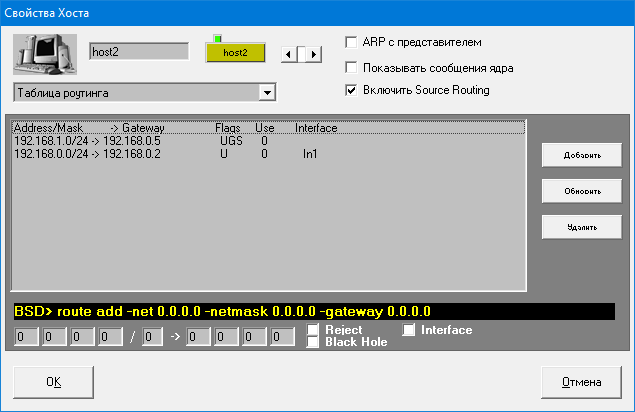 Свойства Хоста
host2
host2
ARP с представителем
Показывать сообщения ядра
Включить Source Routing
Таблица роутинга
Address/Mask -> Gateway Flags Use Interface
192.168.1.0/24 -> 192.168.0.5 UGS 0
192.168.0.0/24 -> 192.168.0.2 U 0 ln1
Добавить
Обновить
Удалить
BSD> route add -net 0.0.0.0 -netmask 0.0.0.0 -gateway 0.0.0.0
0 0 0 0 / 0 -> 0 0 0 0
Reject
Interface
Black Hole
OK
Отмена